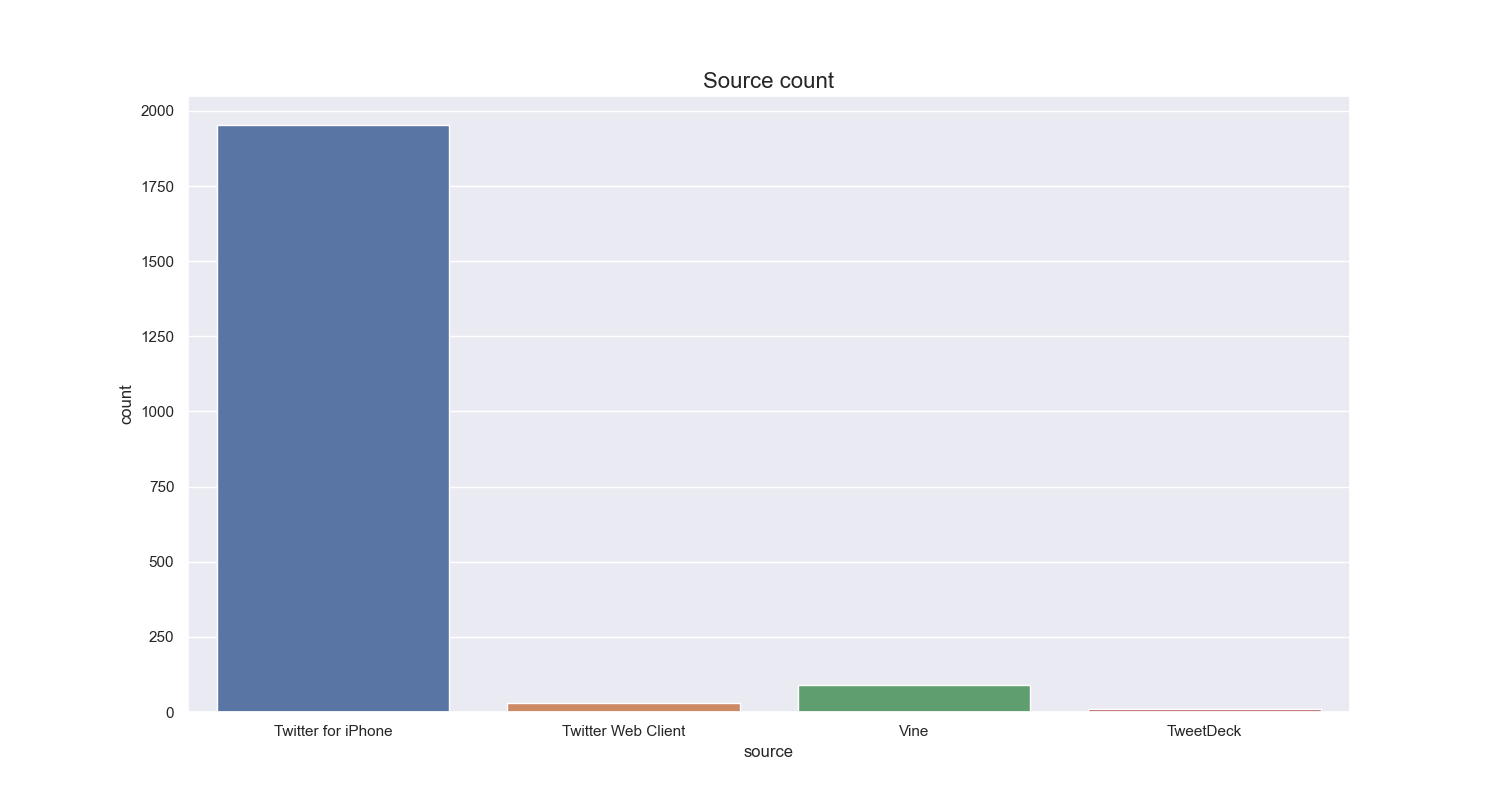 Source count
2000
1750
1500
1250
1000
750
500
250
0
count
Twitter for iPhone
Twitter Web Client
Vine
TweetDeck
source